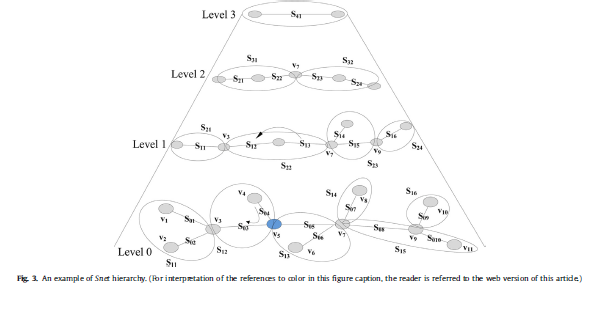 Level 3
S41
S31
v7
S32
Level 2
S21
S22
S23
S24
S21
v3
S14
S16
Level 1
S11
S12
S13
S15
v7
v9
S24
S22
S23
v4
S14
S07
v8
S16
v1
S01
v3
S04
S09
v10
v2
S02
S03
v5
S05
S06
v7
S08
v9
S010
v11
Level 0
S11
S12
S13
v6
S15
Fig. 3. An example of Snet hierarchy. (For interpretation of the references to color in this figure caption, the reader is referred to the web version of this article.)